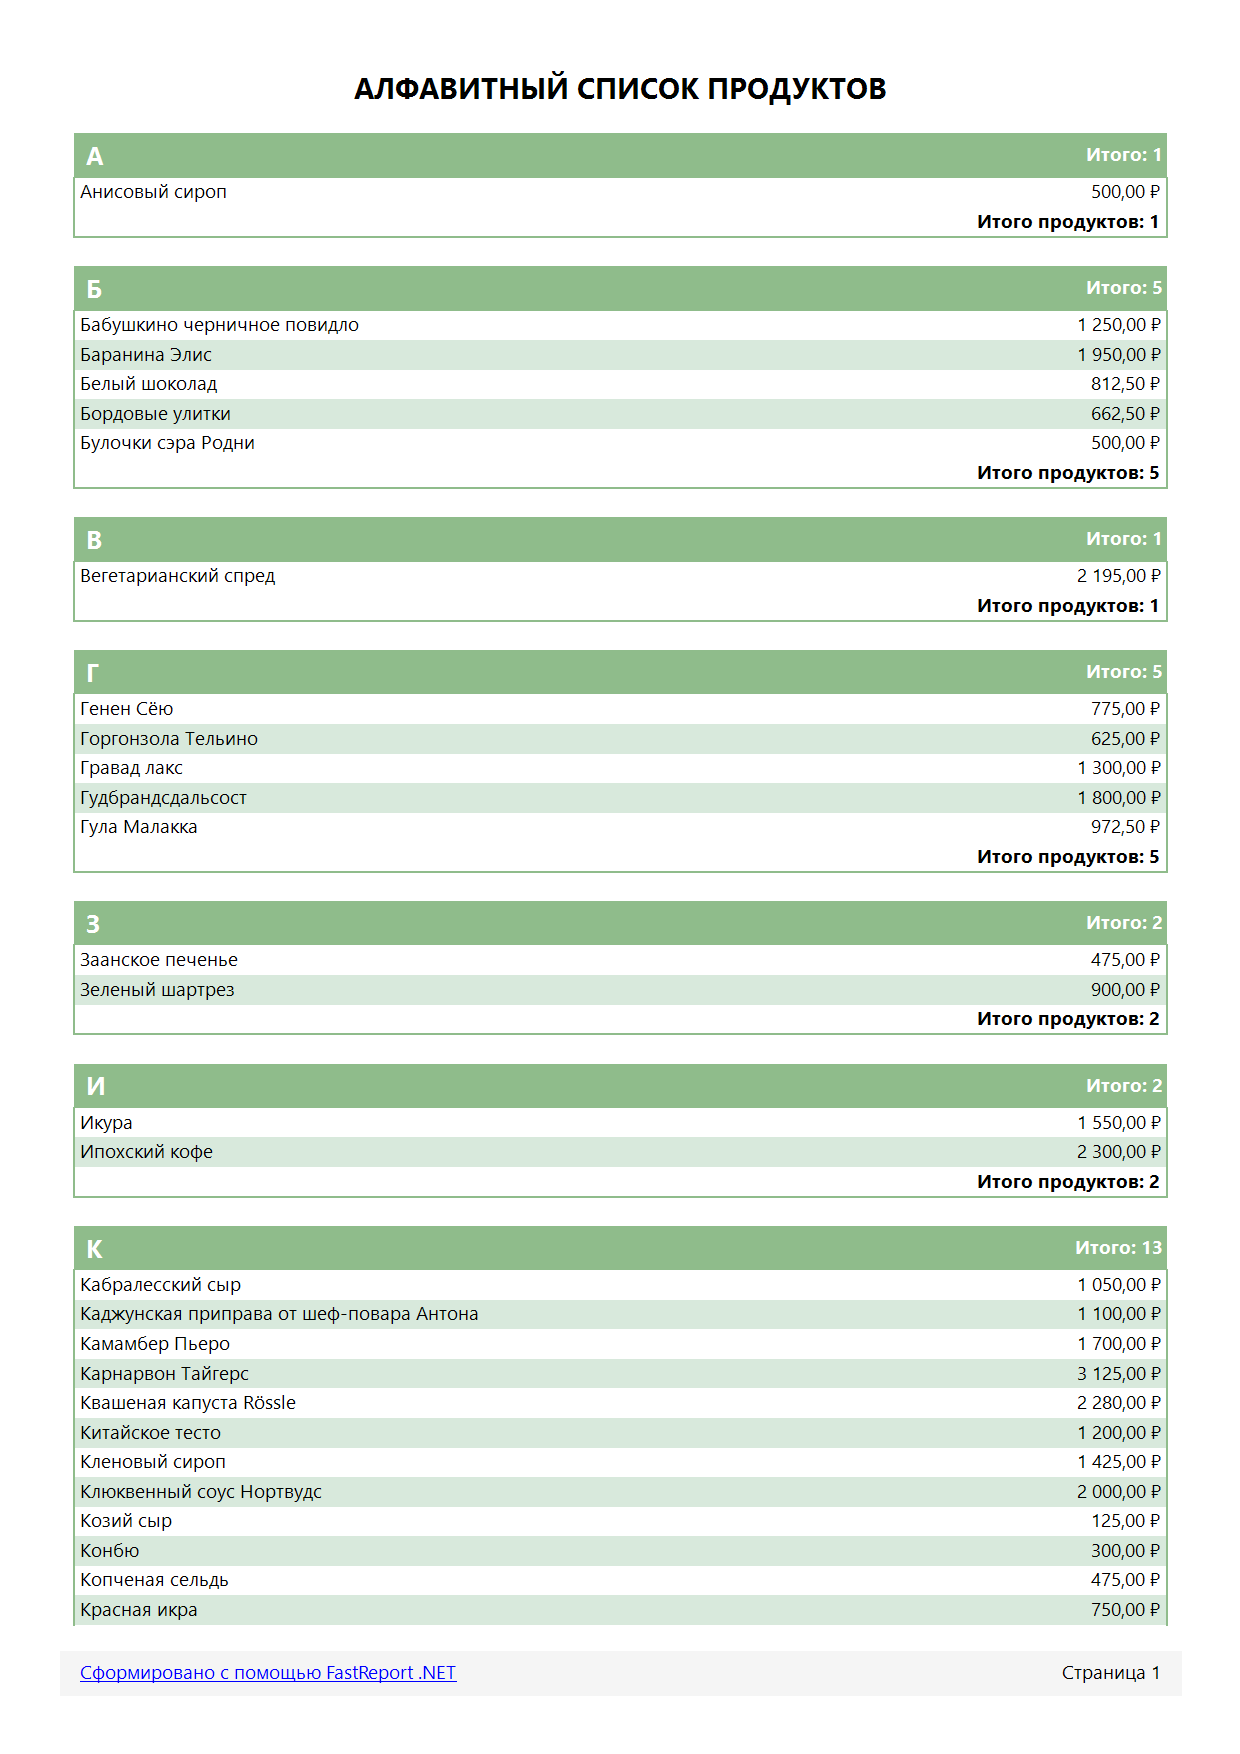 АЛФАВИТНЫЙ СПИСОК ПРОДУКТОВ
А Итого: 1
Анисовый сироп 500,00 ₽
Итого продуктов: 1
Б Итого: 5
Бабушкино черничное повидло 1 250,00 ₽
Баранина Элис 1 950,00 ₽
Белый шоколад 812,50 ₽
Бордовые улитки 662,50 ₽
Булочки сэра Родни 500,00 ₽
Итого продуктов: 5
В Итого: 1
Вегетарианский спред 2 195,00 ₽
Итого продуктов: 1
Г Итого: 5
Генен Сёю 775,00 ₽
Горгонзола Тельино 625,00 ₽
Гравад лакс 1 300,00 ₽
Гудбрандсдальсост 1 800,00 ₽
Гула Малакка 972,50 ₽
Итого продуктов: 5
З Итого: 2
Заанское печенье 475,00 ₽
Зеленый шартрез 900,00 ₽
Итого продуктов: 2
И Итого: 2
Икура 1 550,00 ₽
Ипохский кофе 2 300,00 ₽
Итого продуктов: 2
К Итого: 13
Кабралесский сыр 1 050,00 ₽
Каджунская приправа от шеф-повара Антона 1 100,00 ₽
Камамбер Пьеро 1 700,00 ₽
Карнарвон Тайгерс 3 125,00 ₽
Квашеная капуста Rössle 2 280,00 ₽
Китайское тесто 1 200,00 ₽
Кленовый сироп 1 425,00 ₽
Клюквенный соус Нортвудс 2 000,00 ₽
Козий сыр 125,00 ₽
Конбю 300,00 ₽
Копченая сельдь 475,00 ₽
Красная икра 750,00 ₽
Сформировано с помощью FastReport .NET Страница 1